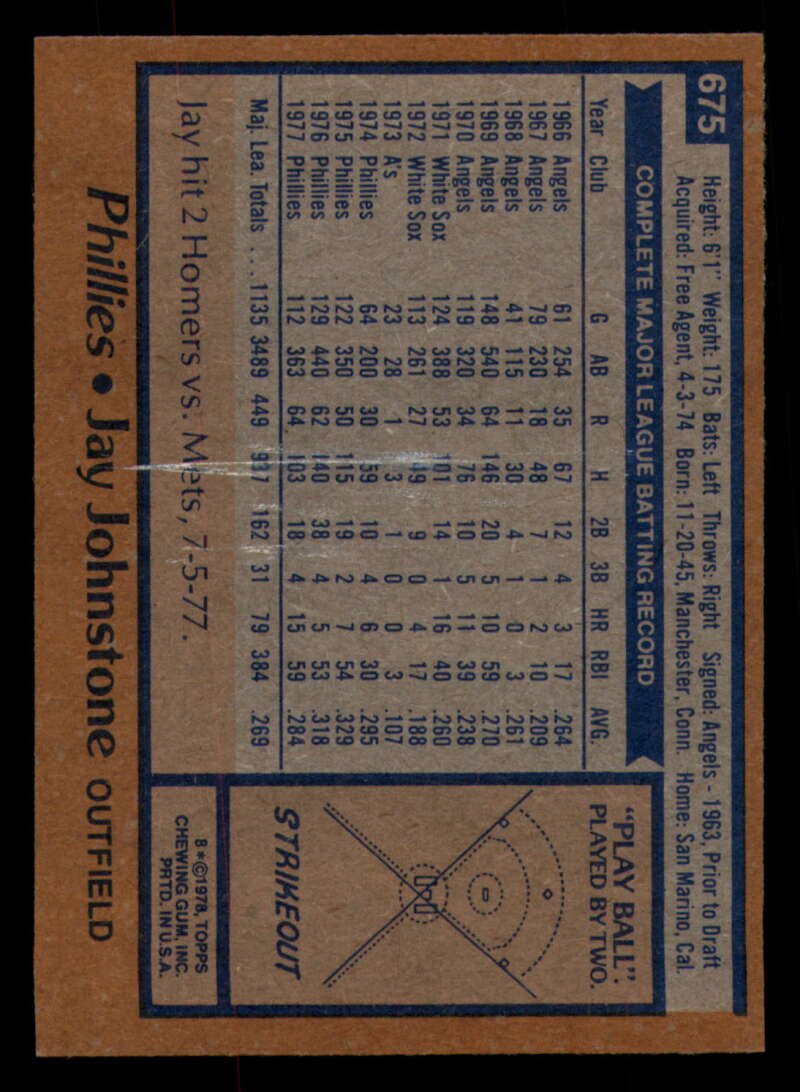 675
Height: 6'1" Weight: 175 Bats: Left Throws: Right Signed: Angels - 1963, Prior to Draft
Acquired: Free Agent, 4-3-74 Born: 11-20-45, Manchester, Conn. Home: San Marino, Cal.
COMPLETE MAJOR LEAGUE BATTING RECORD
Year Club G AB R H 2B 3B HR RBI AVG.
1966 Angels 61 254 35 67 12 4 3 17 .264
1967 Angels 79 230 18 48 7 1 2 10 .209
1968 Angels 41 115 11 30 4 1 0 3 .261
1969 Angels 148 540 64 146 20 5 10 59 .270
1970 Angels 119 320 34 76 10 5 11 39 .238
1971 White Sox 124 388 53 101 14 1 16 40 .260
1972 White Sox 113 261 27 49 9 0 4 17 .188
1973 A's 23 28 1 3 1 0 0 3 .107
1974 Phillies 64 200 30 59 10 4 6 30 .295
1975 Phillies 122 350 50 115 19 2 7 54 .329
1976 Phillies 129 440 62 140 38 4 5 53 .318
1977 Phillies 112 363 64 103 18 4 15 59 .284
Maj. Lea. Totals ... 1135 3489 449 937 162 31 79 384 .269
Jay hit 2 Homers vs. Mets, 7-5-77.
"PLAY BALL".
PLAYED BY TWO.
STRIKEOUT
8*©1978, TOPPS
CHEWING GUM, INC.
PRTD. IN U.S.A.
Phillies • Jay Johnstone OUTFIELD